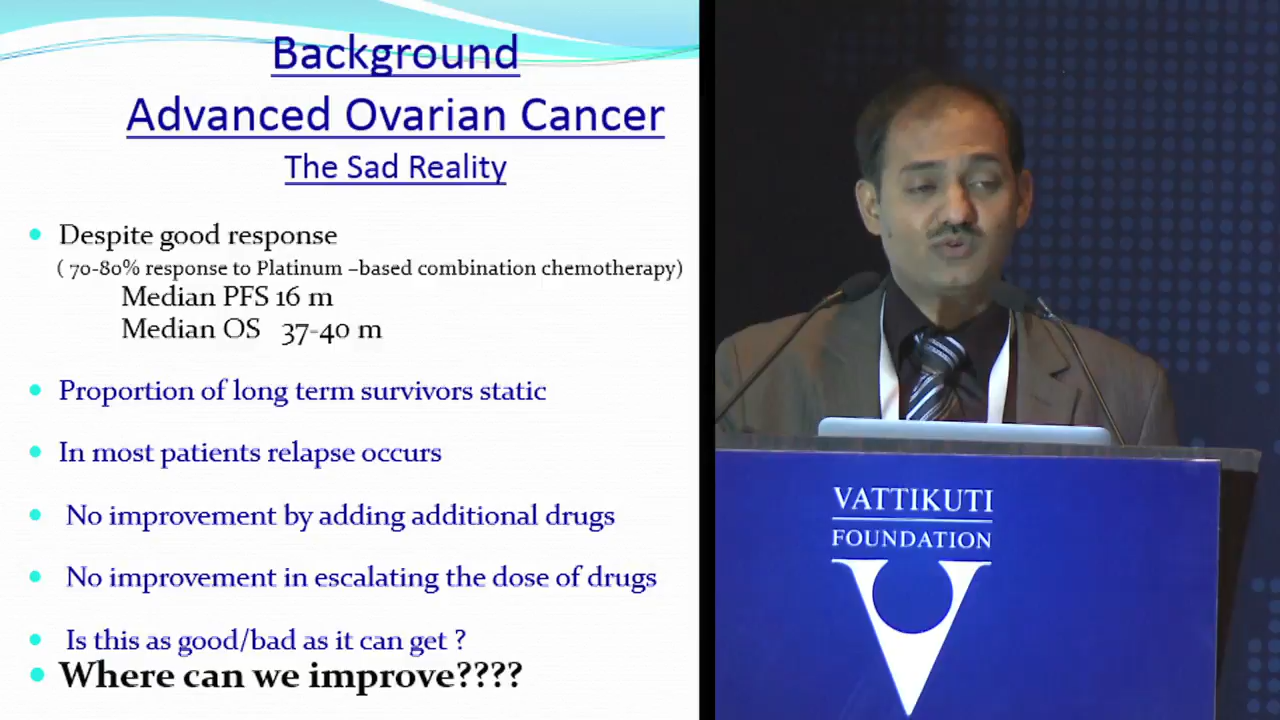 Background
Advanced Ovarian Cancer
The Sad Reality
Despite good response
( 70-80% response to Platinum –based combination chemotherapy)
Median PFS 16 m
Median OS 37-40 m
Proportion of long term survivors static
In most patients relapse occurs
No improvement by adding additional drugs
No improvement in escalating the dose of drugs
Is this as good/bad as it can get ?
Where can we improve????
VATTIKUTI
FOUNDATION